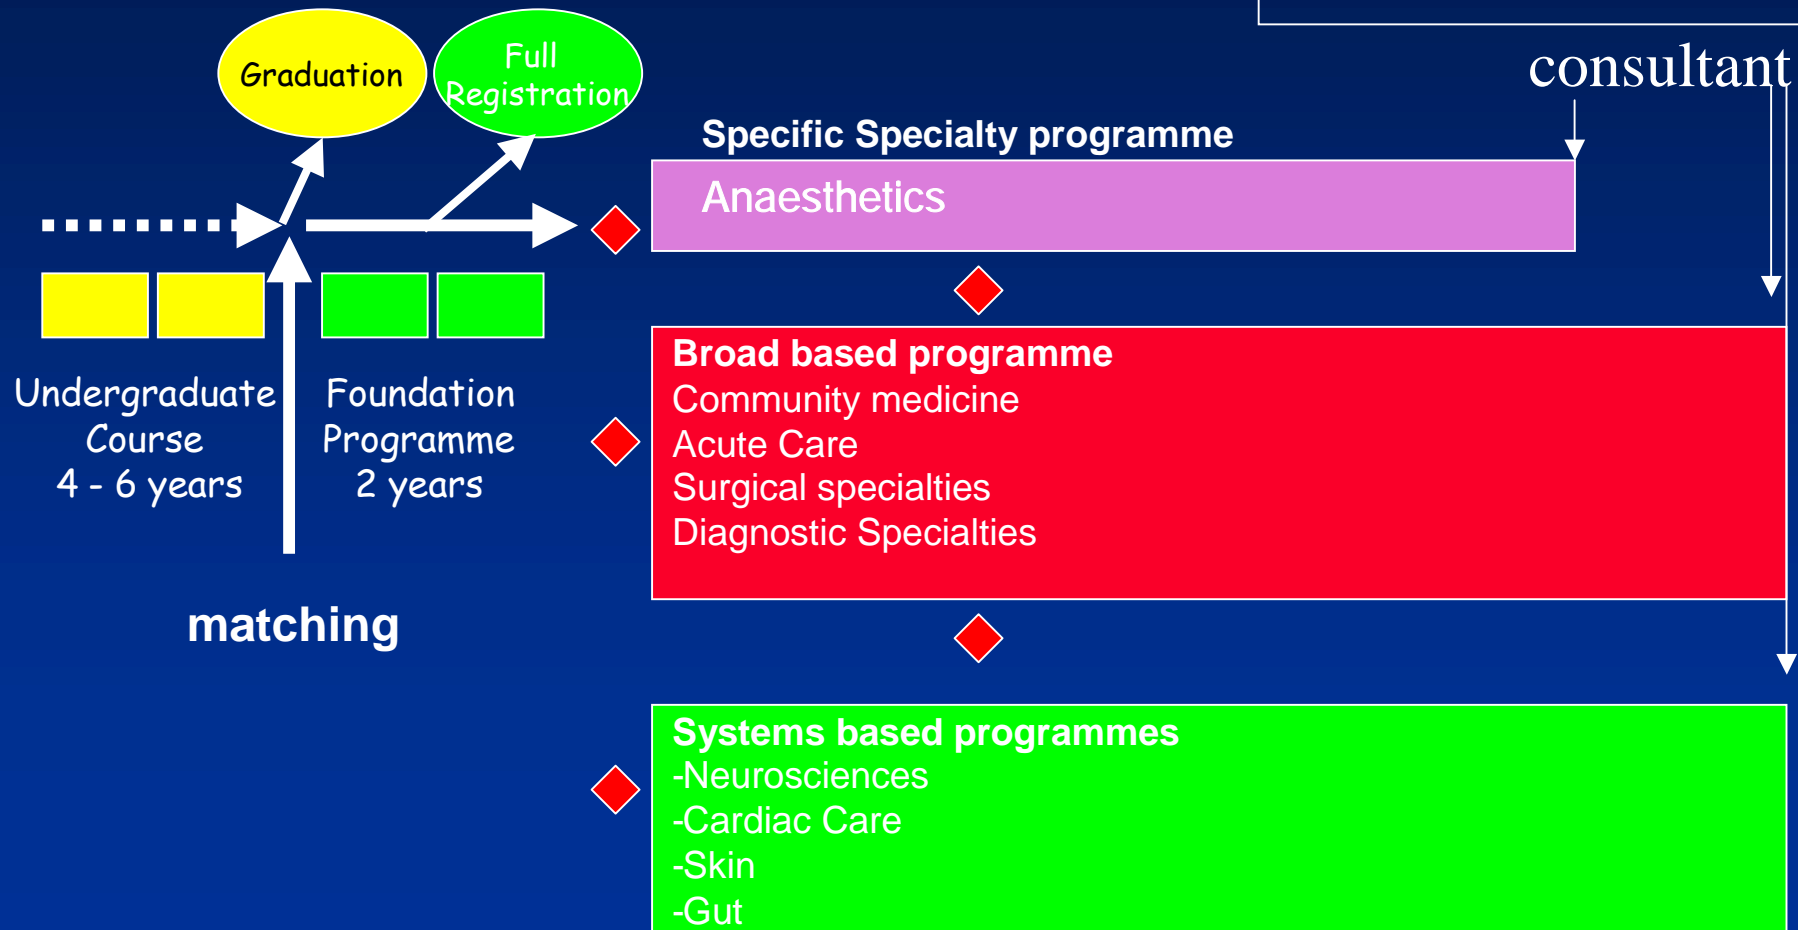 Graduation
Full
Registration
consultant
Specific Specialty programme
Anaesthetics
Undergraduate
Course
4 - 6 years
Foundation
Programme
2 years
matching
Broad based programme
Community medicine
Acute Care
Surgical specialties
Diagnostic Specialties
Systems based programmes
-Neurosciences
-Cardiac Care
-Skin
-Gut